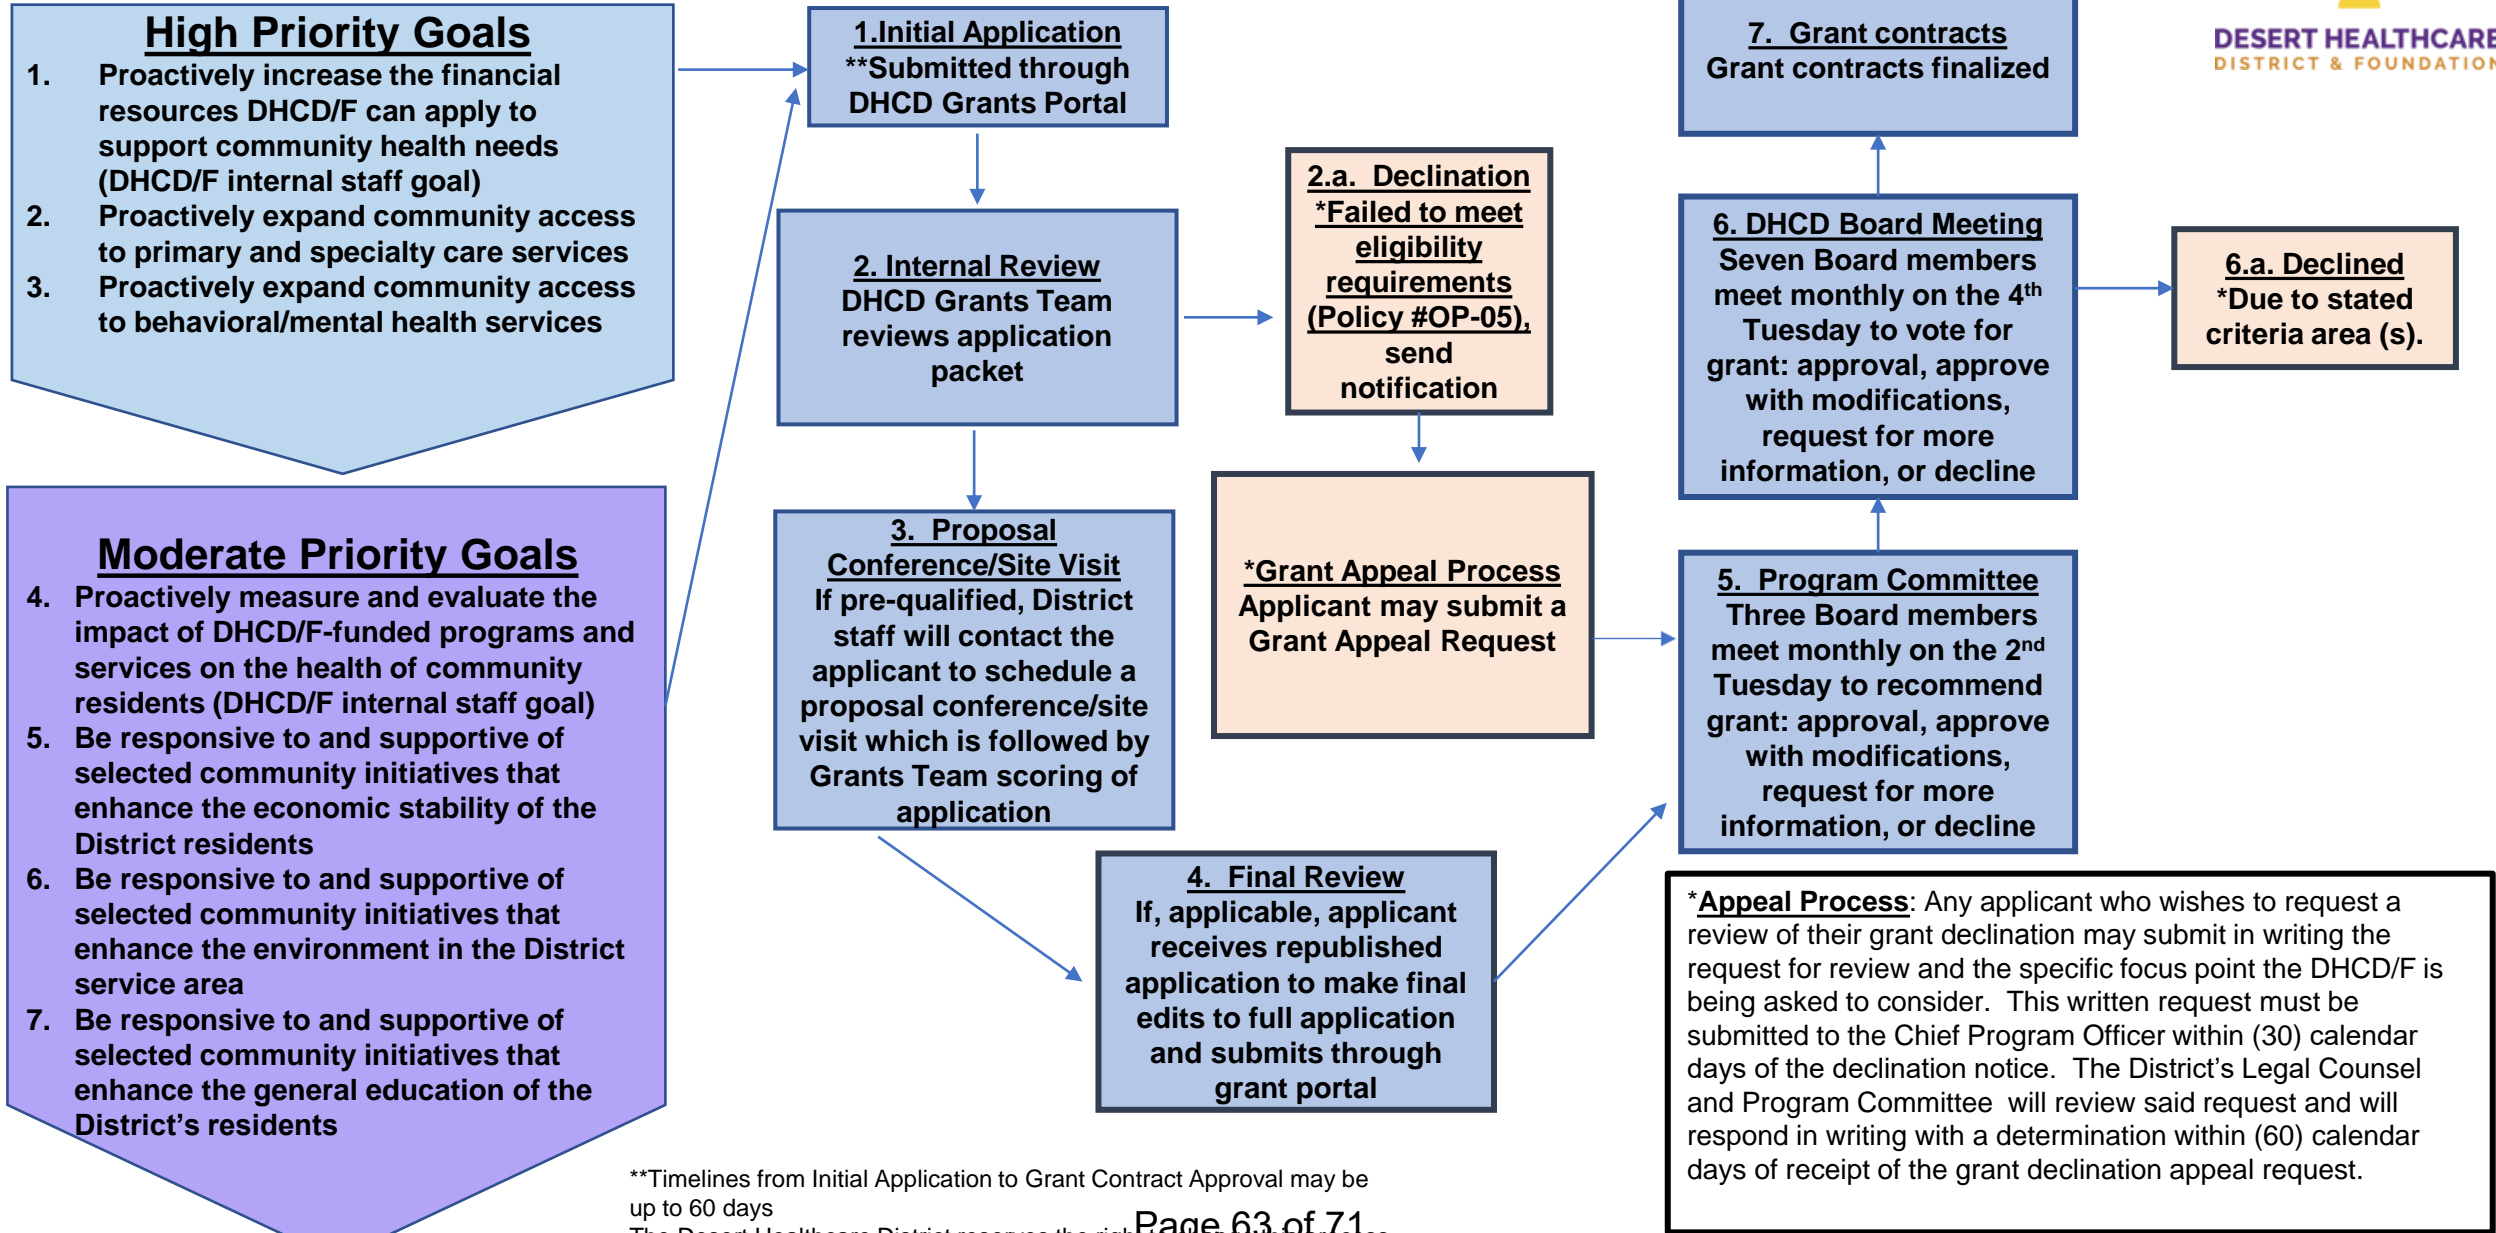 High Priority Goals
1. Proactively increase the financial
resources DHCD/F can apply to
support community health needs
(DHCD/F internal staff goal)
2. Proactively expand community access
to primary and specialty care services
3. Proactively expand community access
to behavioral/mental health services
Moderate Priority Goals
4. Proactively measure and evaluate the
impact of DHCD/F-funded programs and
services on the health of community
residents (DHCD/F internal staff goal)
5. Be responsive to and supportive of
selected community initiatives that
enhance the economic stability of the
District residents
6. Be responsive to and supportive of
selected community initiatives that
enhance the environment in the District
service area
7. Be responsive to and supportive of
selected community initiatives that
enhance the general education of the
District's residents
1.Initial Application
**Submitted through
DHCD Grants Portal
2. Internal Review
DHCD Grants Team
reviews application
packet
2.a. Declination
*Failed to meet
eligibility
requirements
(Policy #OP-05),
send
notification
*Grant Appeal Process
Applicant may submit a
Grant Appeal Request
3. Proposal
Conference/Site Visit
If pre-qualified, District
staff will contact the
applicant to schedule a
proposal conference/site
visit which is followed by
Grants Team scoring of
application
4. Final Review
If, applicable, applicant
receives republished
application to make final
edits to full application
and submits through
grant portal
7. Grant contracts
Grant contracts finalized
6. DHCD Board Meeting
Seven Board members
meet monthly on the 4th
Tuesday to vote for
grant: approval, approve
with modifications,
request for more
information, or decline
6.a. Declined
*Due to stated
criteria area (s).
5. Program Committee
Three Board members
meet monthly on the 2nd
Tuesday to recommend
grant: approval, approve
with modifications,
request for more
information, or decline
DESERT HEALTHCARE
DISTRICT & FOUNDATION
*Appeal Process: Any applicant who wishes to request a
review of their grant declination may submit in writing the
request for review and the specific focus point the DHCD/F is
being asked to consider. This written request must be
submitted to the Chief Program Officer within (30) calendar
days of the declination notice. The District's Legal Counsel
and Program Committee will review said request and will
respond in writing with a determination within (60) calendar
days of receipt of the grant declination appeal request.
**Timelines from Initial Application to Grant Contract Approval may be
up to 60 days
The Desert Healthcare District reserves the
Page 63 of 71